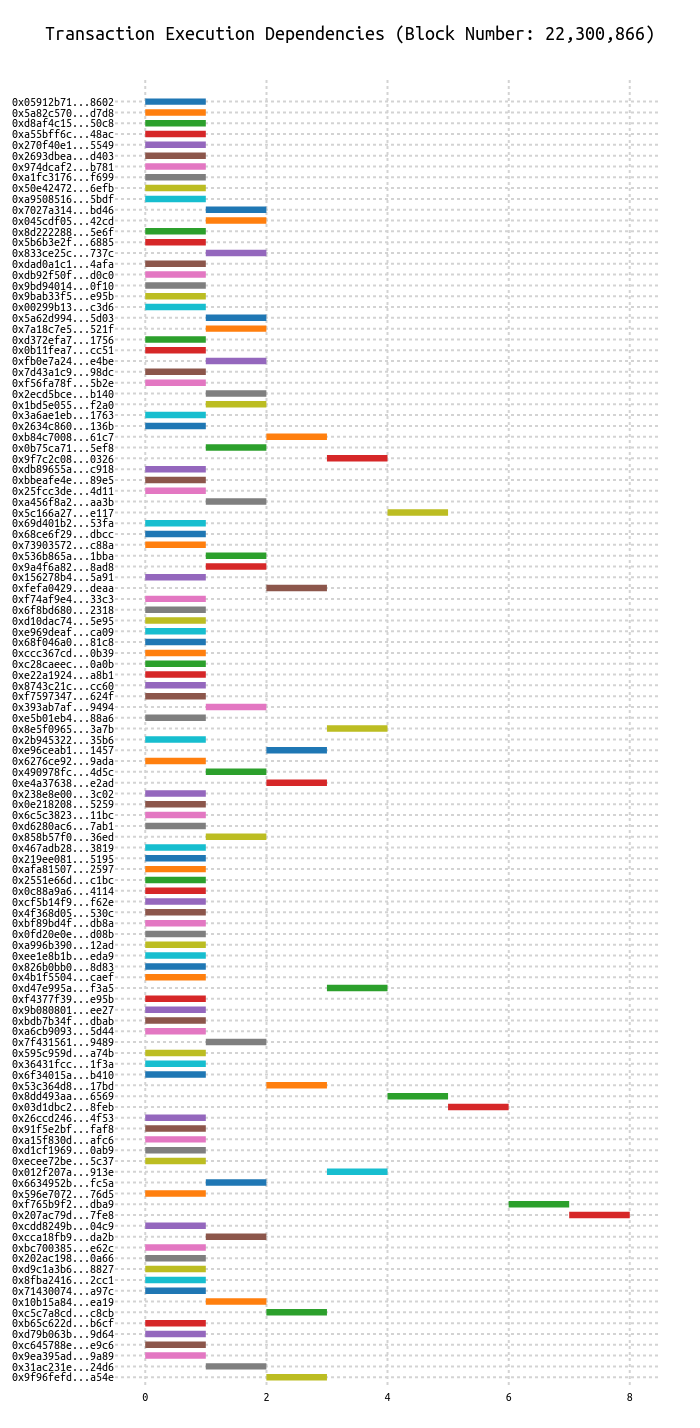 Transaction Execution Dependencies (Block Number: 22,300,866)
0x05912b71...8602
0x5a82c570...d7d8
0xd8af4c15...50c8
0xa55bff6c...48ac
0x270f40e1...5549
0x2693dbea...d403
0x974dcaf2...b781
0xa1fc3176...f699
0x50e42472...6efb
0xa9508516...5bdf
0x7027a314...bd46
0x045cdf05...42cd
0x8d222288...5e6f
0x5b6b3e2f...6885
0x833ce25c...737c
0xdad0a1c1...4afa
0xdb92f50f...d0c0
0x9bd94014...0f10
0x9bab33f5...e95b
0x00299b13...c3d6
0x5a62d994...5d03
0x7a18c7e5...521f
0xd372efa7...1756
0x0b11fea7...cc51
0xfb0e7a24...e4be
0x7d43a1c9...98dc
0xf56fa78f...5b2e
0x2ecd5bce...b140
0x1bd5e055...f2a0
0x3a6ae1eb...1763
0x2634c860...136b
0xb84c7008...61c7
0x0b75ca71...5ef8
0x9f7c2c08...0326
0xdb89655a...c918
0xbbeafe4e...89e5
0x25fcc3de...4d11
0xa456f8a2...aa3b
0x5c166a27...e117
0x69d401b2...53fa
0x68ce6f29...dbcc
0x73903572...c88a
0x536b865a...1bba
0x9a4f6a82...8ad8
0x156278b4...5a91
0xfefa0429...deaa
0xf74af9e4...33c3
0x6f8bd680...2318
0xd10dac74...5e95
0xe969deaf...ca09
0x68f046a0...81c8
0xccc367cd...0b39
0xc28caeec...0a0b
0xe22a1924...a8b1
0x8743c21c...cc60
0xf7597347...624f
0x393ab7af...9494
0xe5b01eb4...88a6
0x8e5f0965...3a7b
0x2b945322...35b6
0xe96ceab1...1457
0x6276ce92...9ada
0x490978fc...4d5c
0xe4a37638...e2ad
0x238e8e00...3c02
0x0e218208...5259
0x6c5c3823...11bc
0xd6280ac6...7ab1
0x858b57f0...36ed
0x467adb28...3819
0x219ee081...5195
0xafa81507...2597
0x2551e66d...c1bc
0x0c88a9a6...4114
0xcf5b14f9...f62e
0x4f368d05...530c
0xbf89bd4f...db8a
0x0fd20e0e...d08b
0xa996b390...12ad
0xee1e8b1b...eda9
0x826b0bb0...8d83
0x4b1f5504...caef
0xd47e995a...f3a5
0xf4377f39...e95b
0x9b080801...ee27
0xbdb7b34f...dbab
0xa6cb9093...5d44
0x7f431561...9489
0x595c959d...a74b
0x36431fcc...1f3a
0x6f34015a...b410
0x53c364d8...17bd
0x8dd493aa...6569
0x03d1dbc2...8feb
0x26ccd246...4f53
0x91f5e2bf...faf8
0xa15f830d...afc6
0xd1cf1969...0ab9
0xecee72be...5c37
0x012f207a...913e
0x6634952b...fc5a
0x596e7072...76d5
0xf765b9f2...dba9
0x207ac79d...7fe8
0xcdd8249b...04c9
0xcca18fb9...da2b
0xbc700385...e62c
0x202ac198...0a66
0xd9c1a3b6...8827
0x8fba2416...2cc1
0x71430074...a97c
0x10b15a84...ea19
0xc5c7a8cd...c8cb
0xb65c622d...b6cf
0xd79b063b...9d64
0xc645788e...e9c6
0x9ea395ad...9a89
0x31ac231e...24d6
0x9f96fefd...a54e
0 2 4 6 8